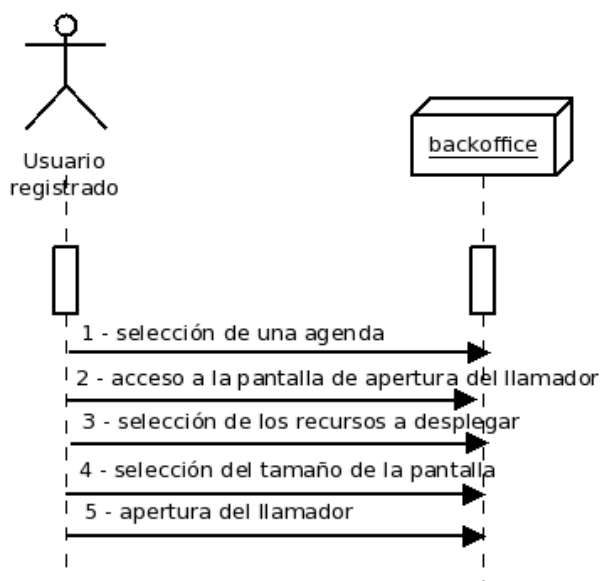 Usuario
registrado
backoffice
1 - selección de una agenda
2 - acceso a la pantalla de apertura del llamador
3 - selección de los recursos a desplegar
4 - selección del tamaño de la pantalla
5 - apertura del llamador